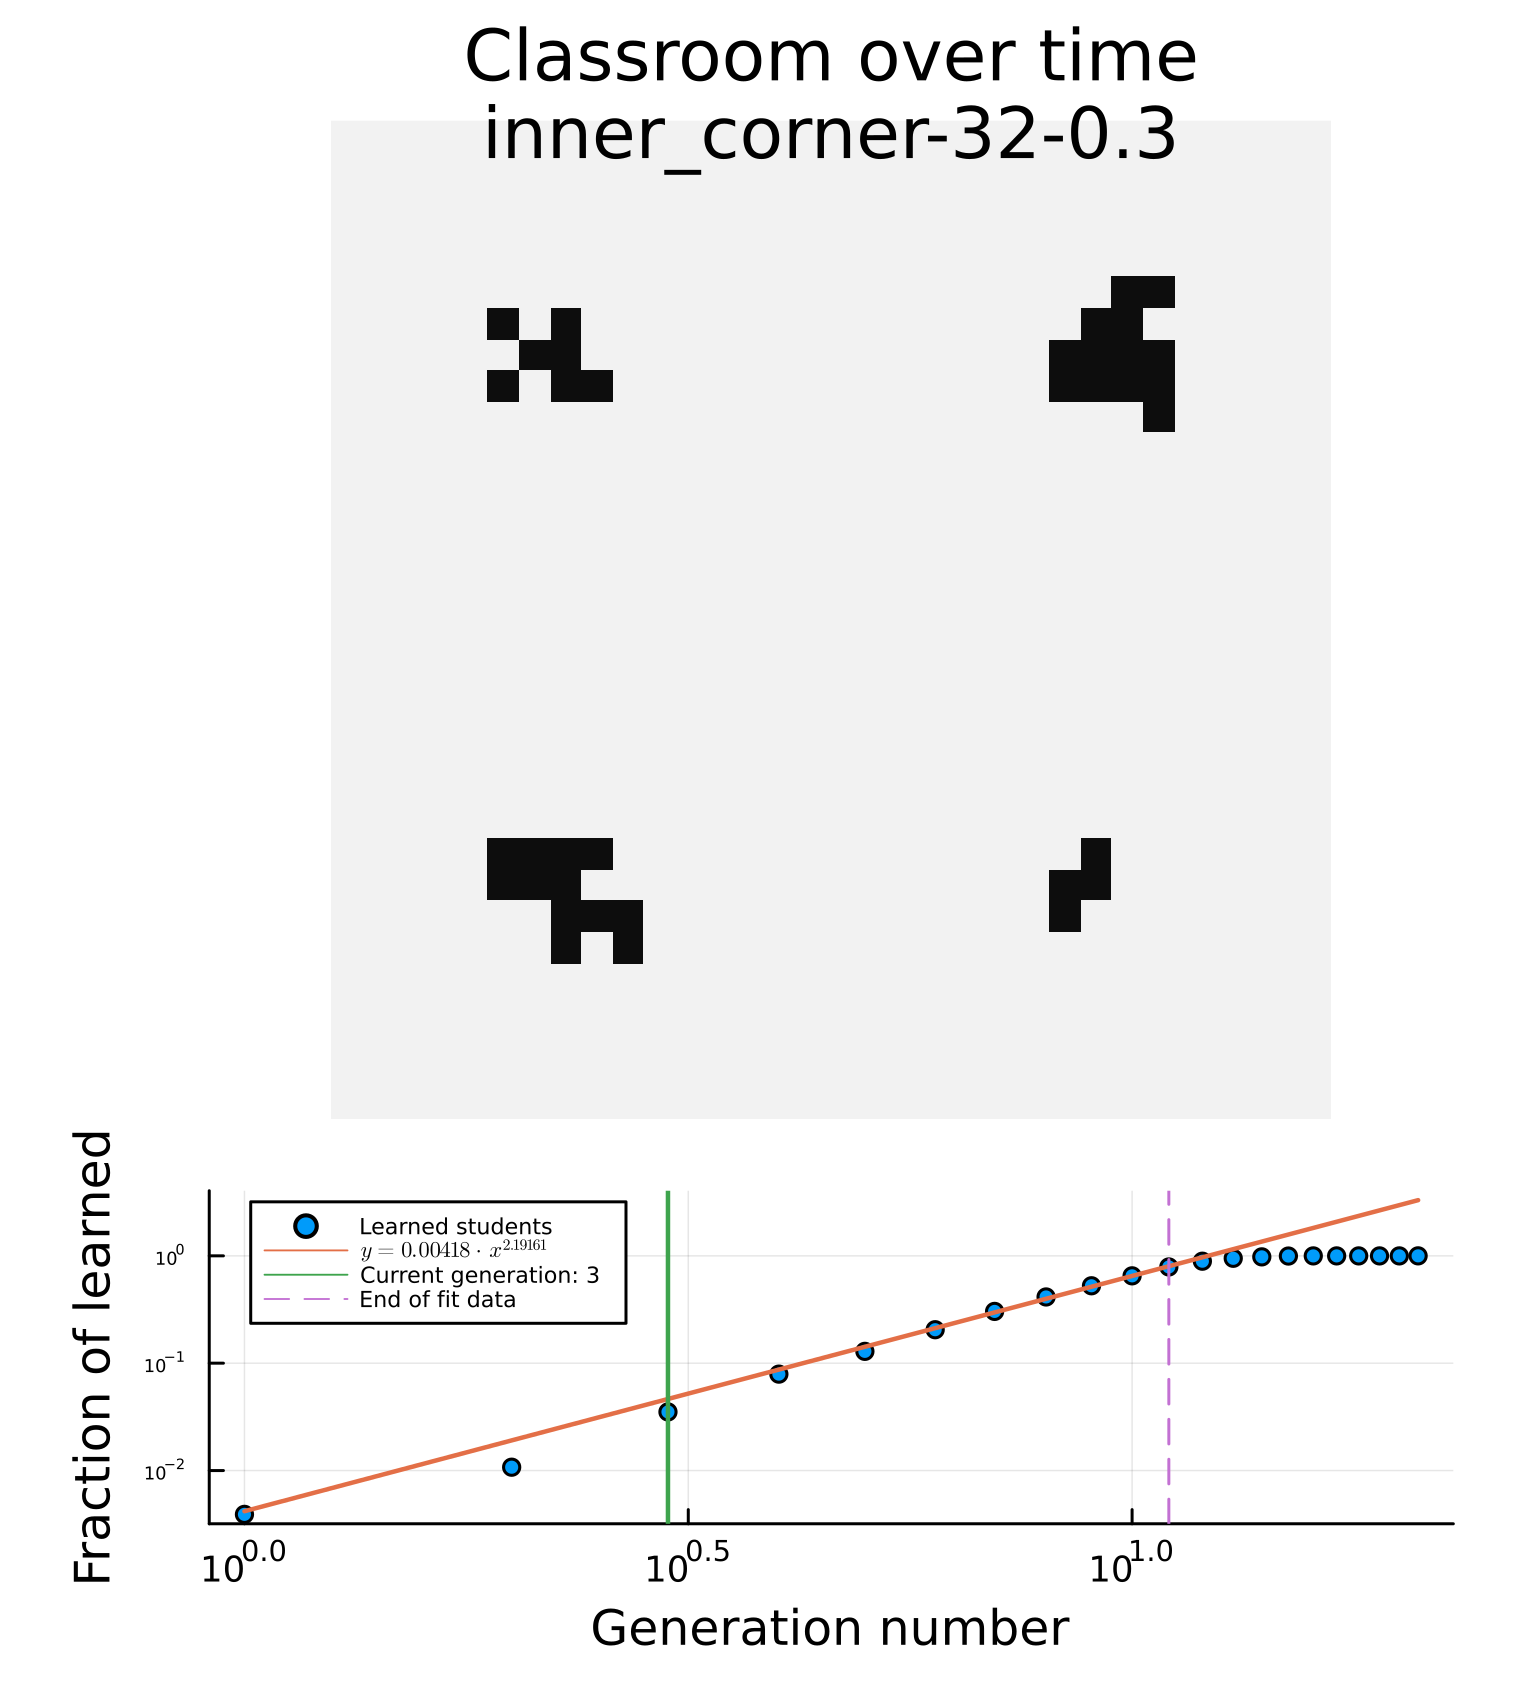 Classroom over time
inner_corner-32-0.3
Fraction of learned
10^0
10^-1
10^-2
Learned students
y = 0.00418 · x^2.19161
Current generation: 3
End of fit data
10^0.0 10^0.5 10^1.0
Generation number